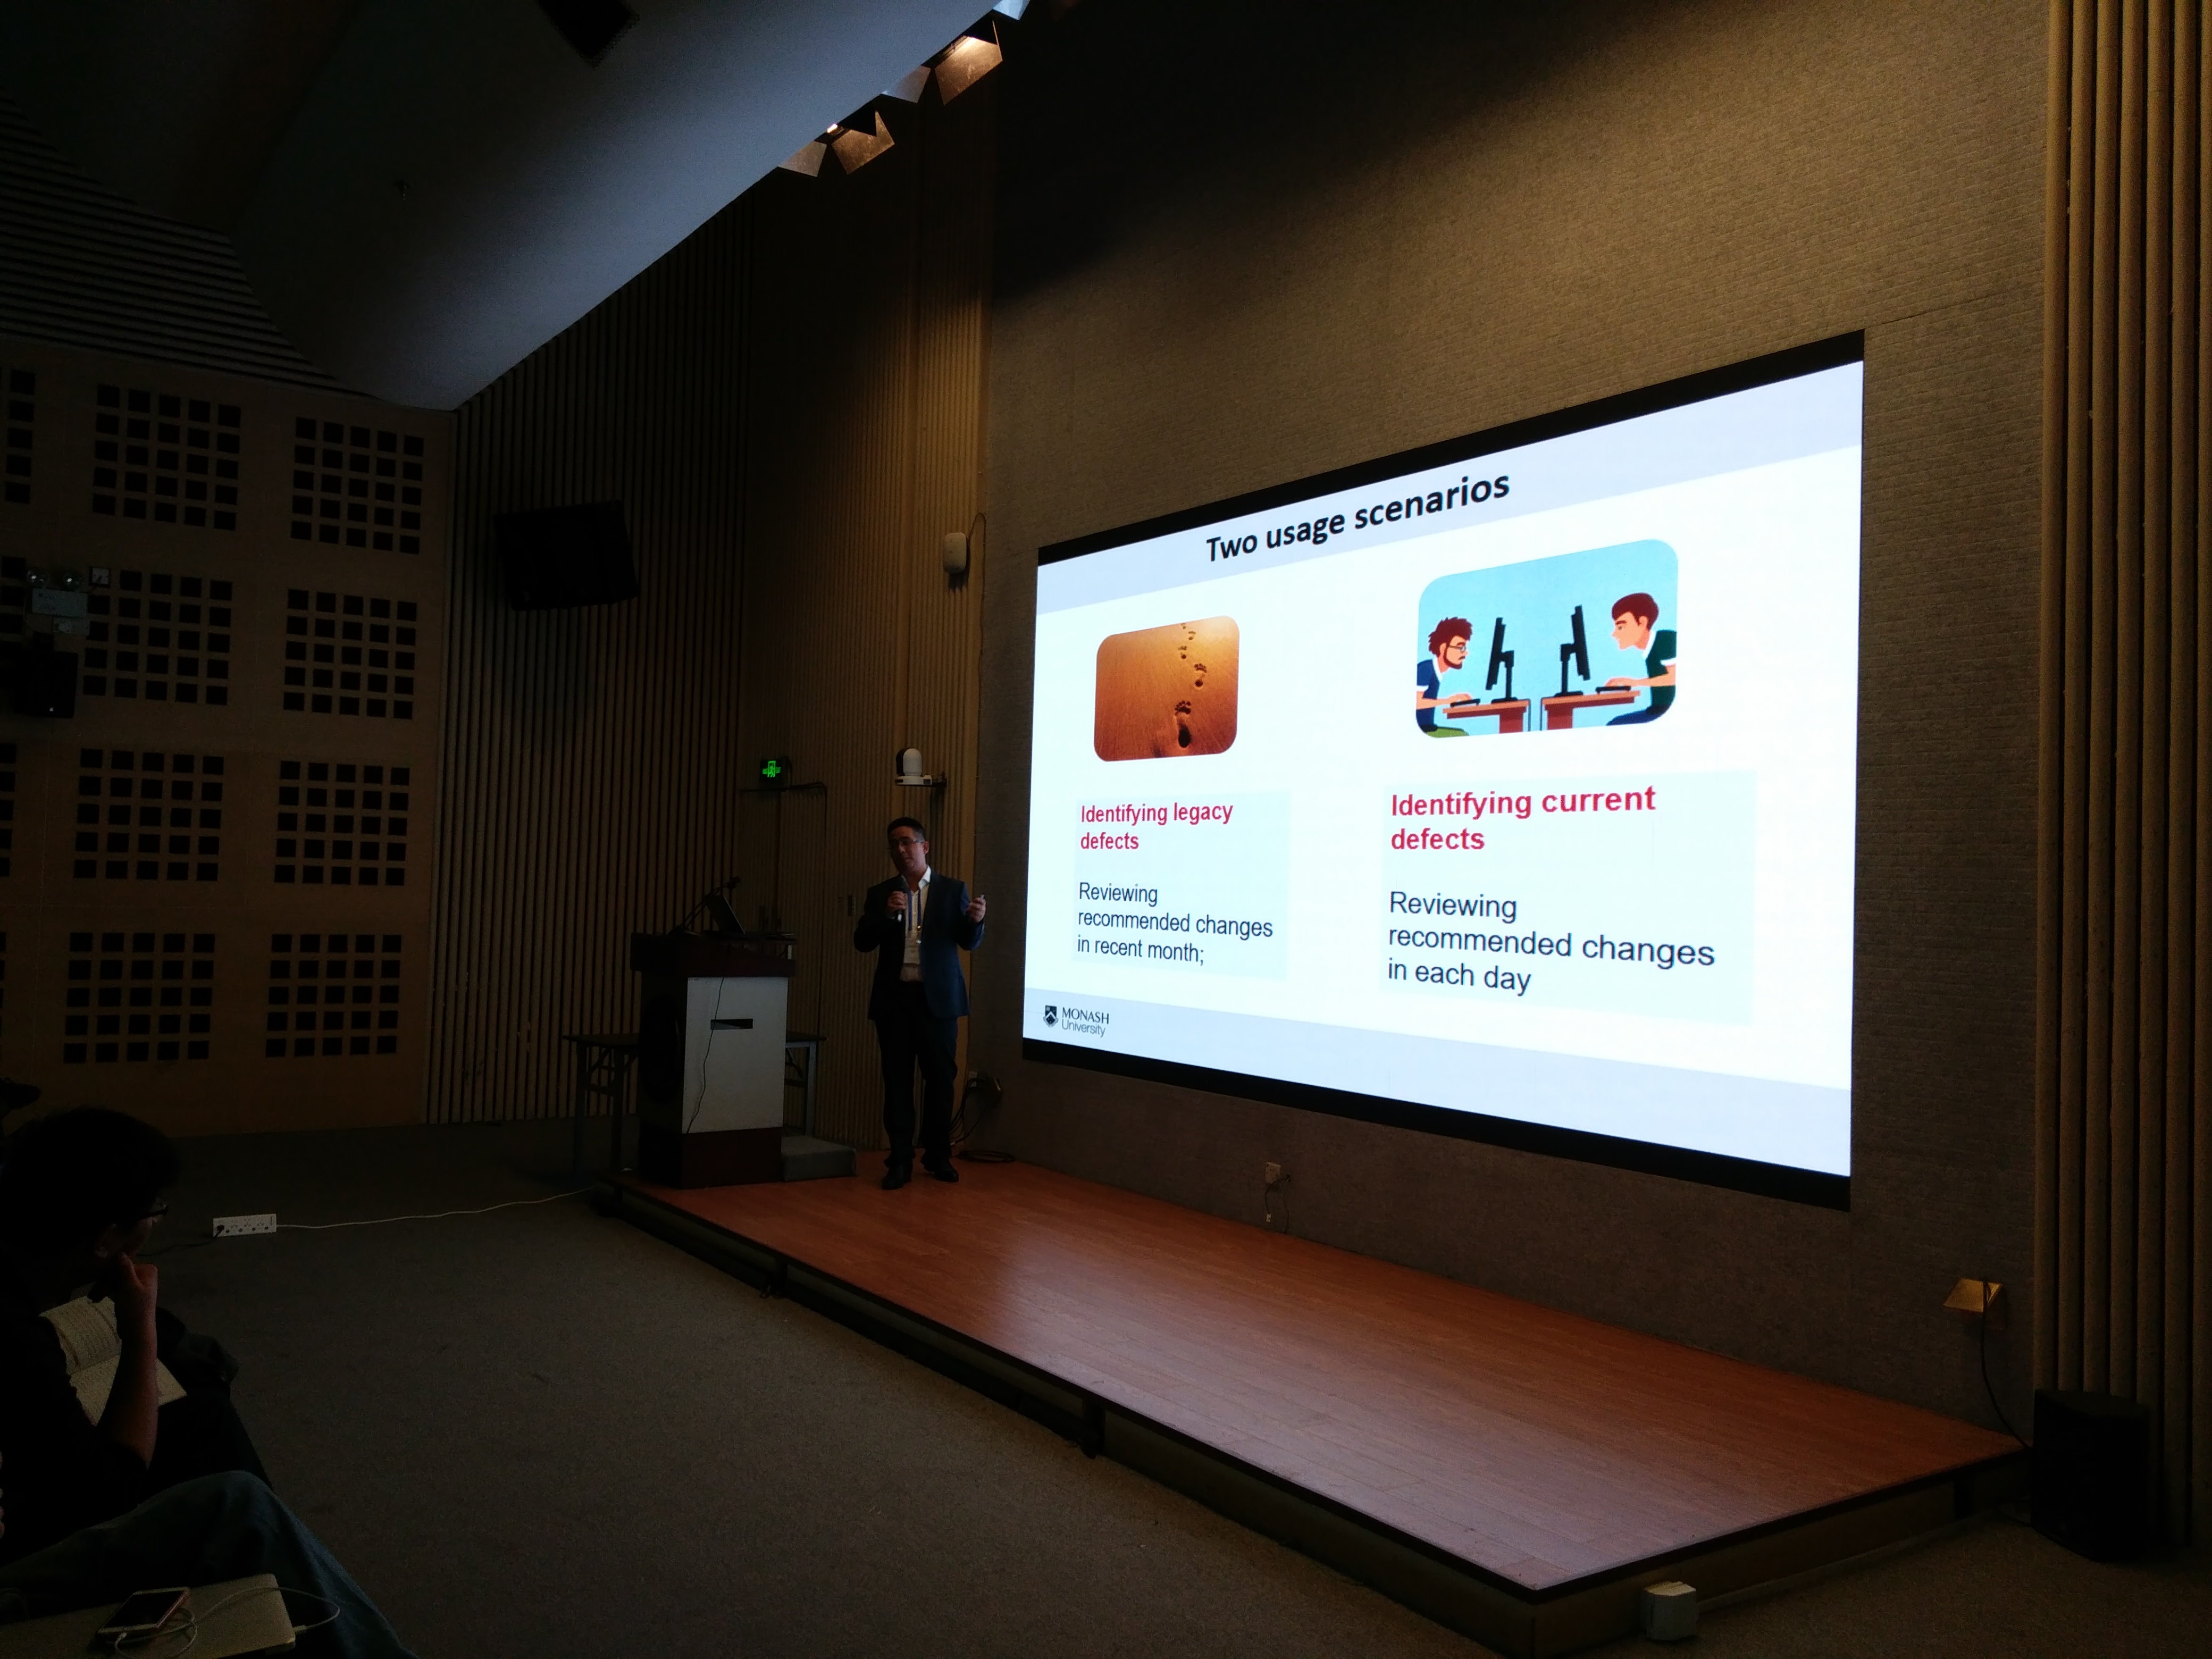 Two usage scenarios
Identifying legacy
defects
Reviewing
recommended changes
in recent month;
Identifying current
defects
Reviewing
recommended changes
in each day
MONASH
University